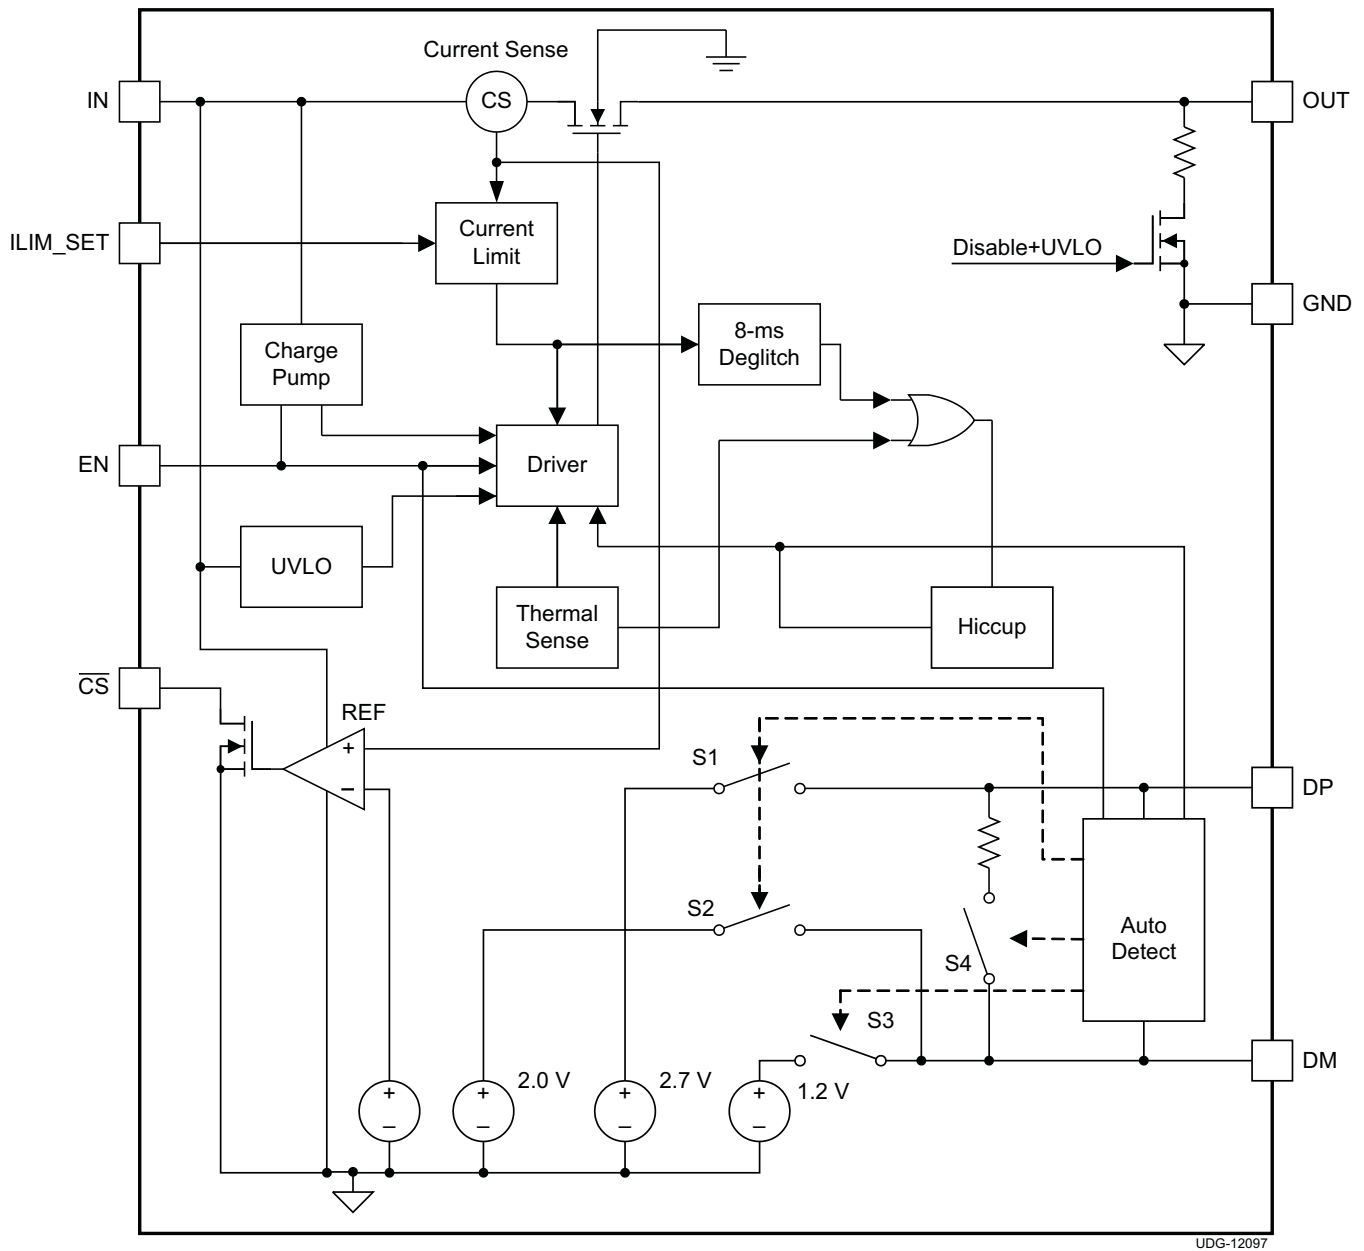 Current Sense
IN
CS
OUT
ILIM_SET
Current
Limit
Disable+UVLO
GND
8-ms
Deglitch
Charge
Pump
EN
Driver
UVLO
Thermal
Sense
Hiccup
C̅S̅
REF
+
–
S1
DP
S2
Auto
Detect
S4
S3
DM
2.0 V
2.7 V
1.2 V
+
–
+
–
+
–
+
–
UDG-12097